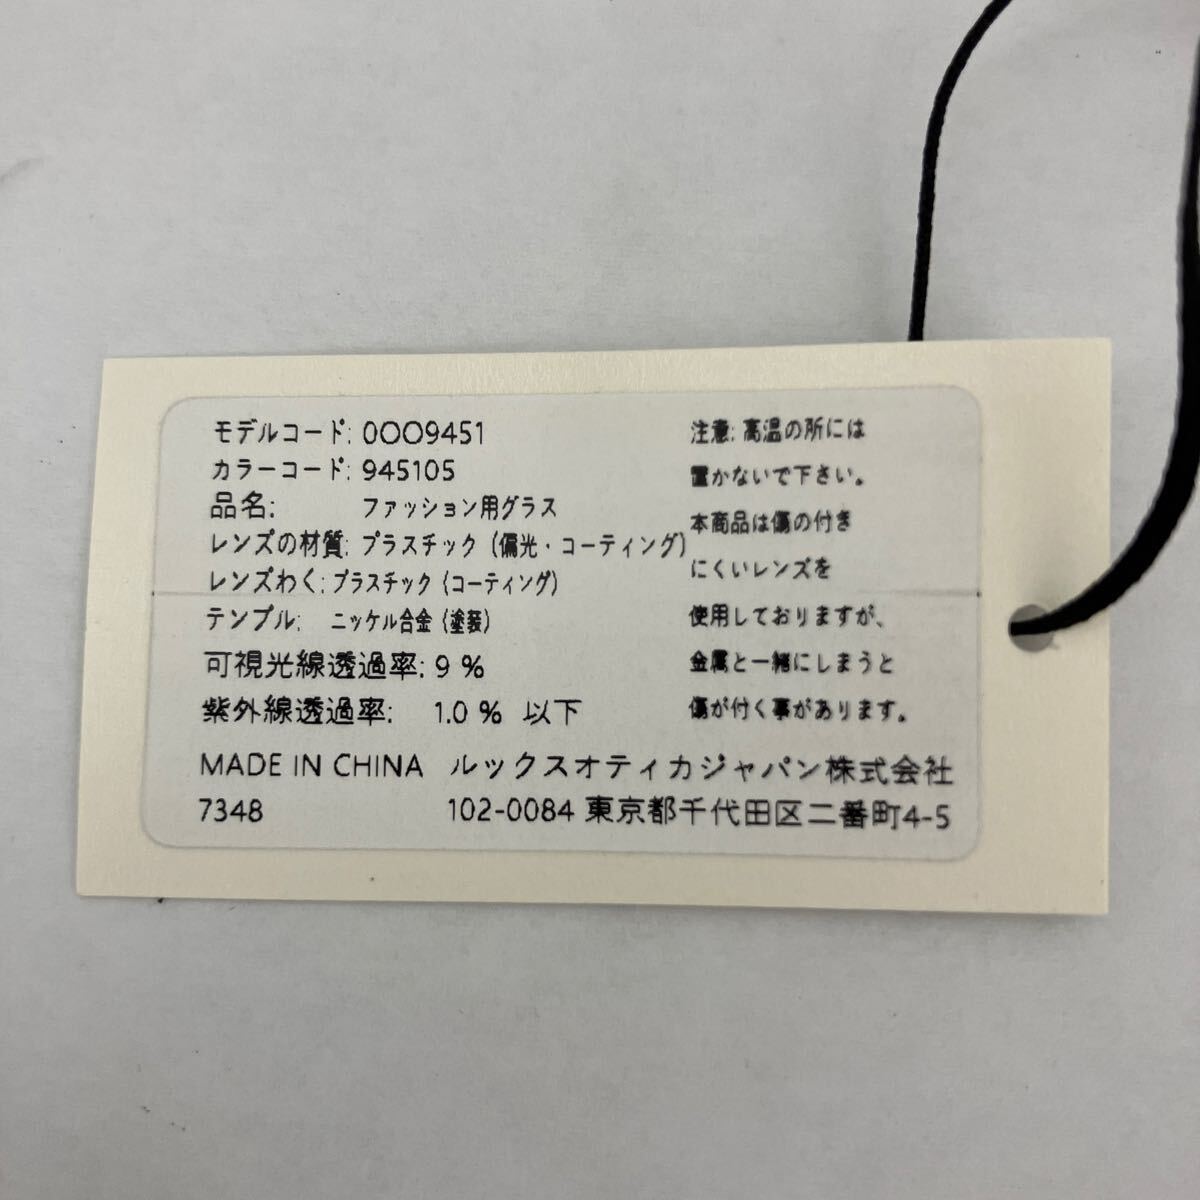 モデルコード: 0OO9451
カラーコード: 945105
品名: ファッション用グラス
レンズの材質: プラスチック (偏光・コーティング)
レンズわく: プラスチック (コーティング)
テンプル: ニッケル合金 (塗装)
可視光線透過率: 9 %
紫外線透過率: 1.0 % 以下
注意: 高温の所には
置かないで下さい。
本商品は傷の付き
にくいレンズを
使用しておりますが、
金属と一緒にしまうと
傷が付く事があります。
MADE IN CHINA ルックスオティカジャパン株式会社
7348 102-0084 東京都千代田区二番町4-5